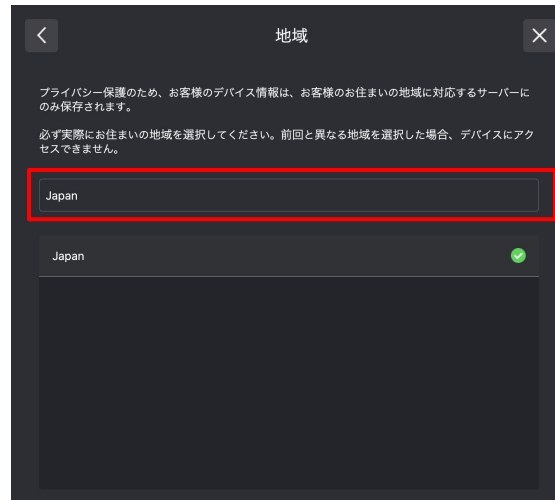 地域
プライバシー保護のため、お客様のデバイス情報は、お客様のお住まいの地域に対応するサーバーに
のみ保存されます。
必ず実際にお住まいの地域を選択してください。前回と異なる地域を選択した場合、デバイスにアク
セスできません。
Japan
Japan